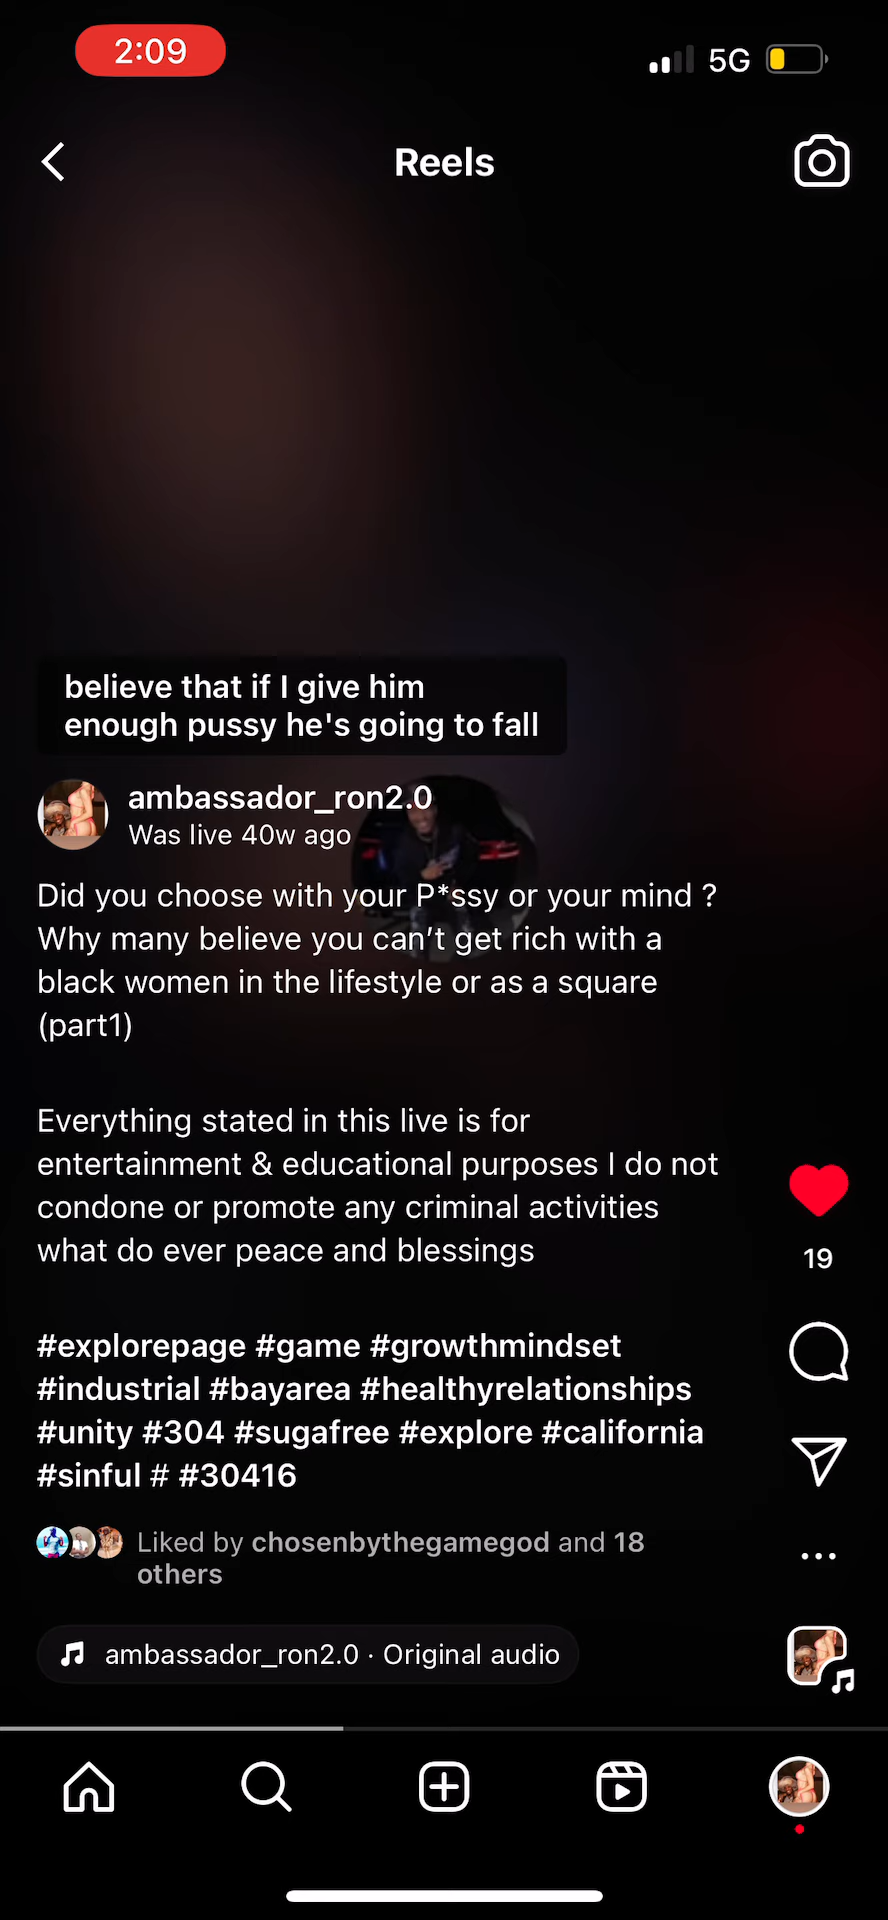 2:09
5G
Reels
believe that if I give him
enough pussy he's going to fall
ambassador_ron2.0
Was live 40w ago
Did you choose with your P*ssy or your mind ?
Why many believe you can’t get rich with a
black women in the lifestyle or as a square
(part1)
Everything stated in this live is for
entertainment & educational purposes I do not
condone or promote any criminal activities
what do ever peace and blessings
#explorepage #game #growthmindset
#industrial #bayarea #healthyrelationships
#unity #304 #sugafree #explore #california
#sinful # #30416
19
Liked by chosenbythegamegod and 18
others
ambassador_ron2.0 · Original audio